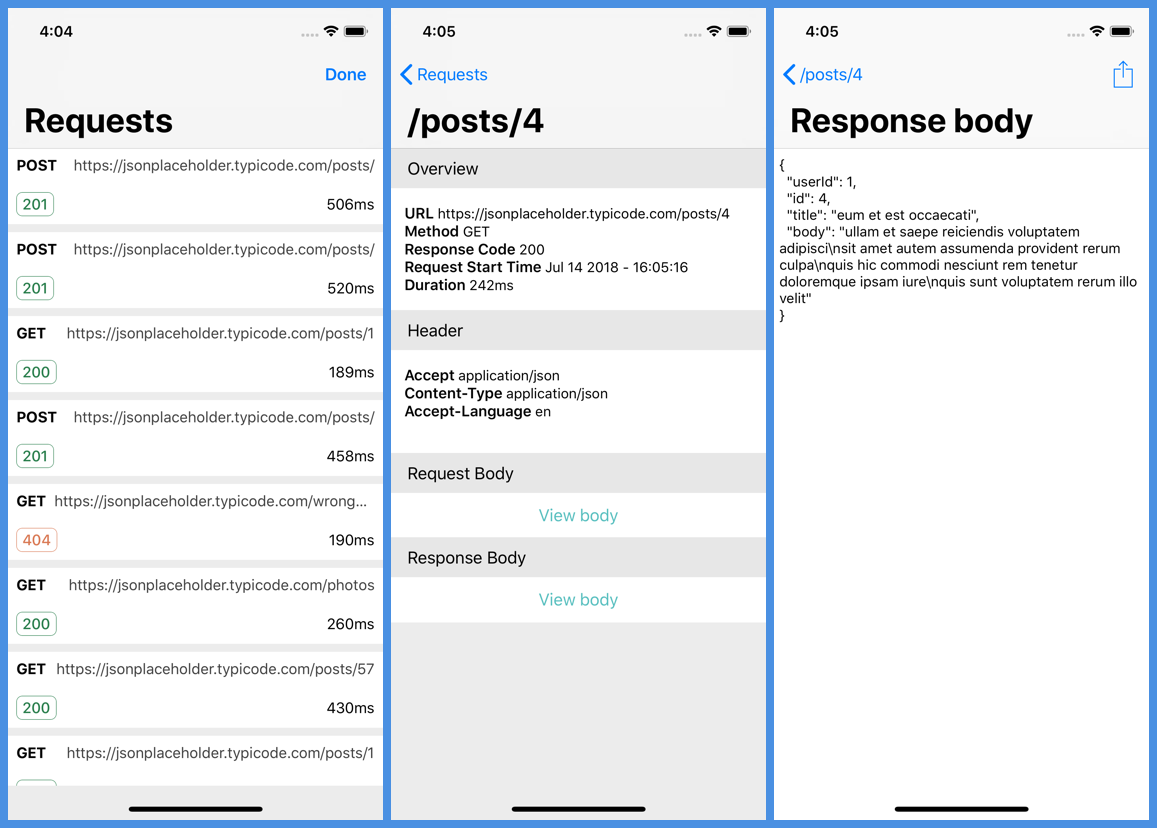 4:04
Done
Requests
POST https://jsonplaceholder.typicode.com/posts/
201 506ms
POST https://jsonplaceholder.typicode.com/posts/
201 520ms
GET https://jsonplaceholder.typicode.com/posts/1
200 189ms
POST https://jsonplaceholder.typicode.com/posts/
201 458ms
GET https://jsonplaceholder.typicode.com/wrong...
404 190ms
GET https://jsonplaceholder.typicode.com/photos
200 260ms
GET https://jsonplaceholder.typicode.com/posts/57
200 430ms
GET https://jsonplaceholder.typicode.com/posts/1
4:05
Requests
/posts/4
Overview
URL https://jsonplaceholder.typicode.com/posts/4
Method GET
Response Code 200
Request Start Time Jul 14 2018 - 16:05:16
Duration 242ms
Header
Accept application/json
Content-Type application/json
Accept-Language en
Request Body
View body
Response Body
View body
4:05
/posts/4
Response body
{
"userId": 1,
"id": 4,
"title": "eum et est occaecati",
"body": "ullam et saepe reiciendis voluptatem
adipisci\nsit amet autem assumenda provident rerum
culpa\nquis hic commodi nesciunt rem tenetur
doloremque ipsam iure\nquis sunt voluptatem rerum illo
velit"
}